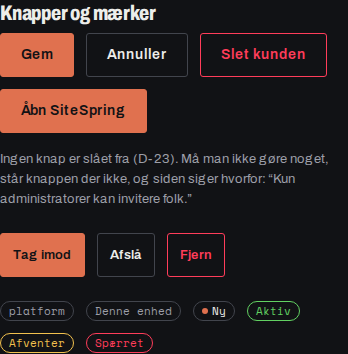 Knapper og mærker
Gem Annuller Slet kunden
Åbn SiteSpring
Ingen knap er slået fra (D-23). Må man ikke gøre noget,
står knappen der ikke, og siden siger hvorfor: “Kun
administratorer kan invitere folk.”
Tag imod Afslå Fjern
platform Denne enhed Ny Aktiv
Afventer Spærret